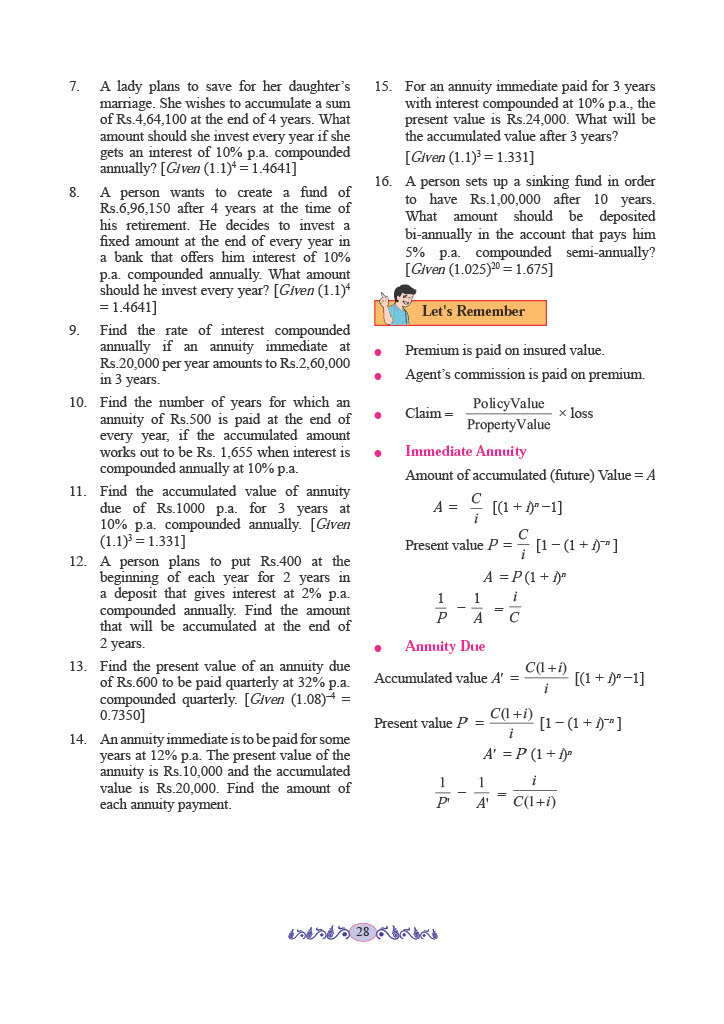 7. A lady plans to save for her daughter’s
marriage. She wishes to accumulate a sum
of Rs.4,64,100 at the end of 4 years. What
amount should she invest every year if she
gets an interest of 10% p.a. compounded
annually? [Given (1.1)⁴ = 1.4641]
8. A person wants to create a fund of
Rs.6,96,150 after 4 years at the time of
his retirement. He decides to invest a
fixed amount at the end of every year in
a bank that offers him interest of 10%
p.a. compounded annually. What amount
should he invest every year? [Given (1.1)⁴
= 1.4641]
9. Find the rate of interest compounded
annually if an annuity immediate at
Rs.20,000 per year amounts to Rs.2,60,000
in 3 years.
10. Find the number of years for which an
annuity of Rs.500 is paid at the end of
every year, if the accumulated amount
works out to be Rs. 1,655 when interest is
compounded annually at 10% p.a.
11. Find the accumulated value of annuity
due of Rs.1000 p.a. for 3 years at
10% p.a. compounded annually. [Given
(1.1)³ = 1.331]
12. A person plans to put Rs.400 at the
beginning of each year for 2 years in
a deposit that gives interest at 2% p.a.
compounded annually. Find the amount
that will be accumulated at the end of
2 years.
13. Find the present value of an annuity due
of Rs.600 to be paid quarterly at 32% p.a.
compounded quarterly. [Given (1.08)⁻⁴ =
0.7350]
14. An annuity immediate is to be paid for some
years at 12% p.a. The present value of the
annuity is Rs.10,000 and the accumulated
value is Rs.20,000. Find the amount of
each annuity payment.
15. For an annuity immediate paid for 3 years
with interest compounded at 10% p.a., the
present value is Rs.24,000. What will be
the accumulated value after 3 years?
[Given (1.1)³ = 1.331]
16. A person sets up a sinking fund in order
to have Rs.1,00,000 after 10 years.
What amount should be deposited
bi-annually in the account that pays him
5% p.a. compounded semi-annually?
[Given (1.025)²⁰ = 1.675]
Let's Remember
• Premium is paid on insured value.
• Agent’s commission is paid on premium.
• Claim = PolicyValue / PropertyValue × loss
• Immediate Annuity
Amount of accumulated (future) Value = A
A = C/i [(1 + i)ⁿ −1]
Present value P = C/i [1 − (1 + i)⁻ⁿ ]
A = P (1 + i)ⁿ
1/P − 1/A = i/C
• Annuity Due
Accumulated value A' = C(1+i)/i [(1 + i)ⁿ −1]
Present value P = C(1+i)/i [1 − (1 + i)⁻ⁿ ]
A' = P (1 + i)ⁿ
1/P' − 1/A' = i/C(1+i)
28